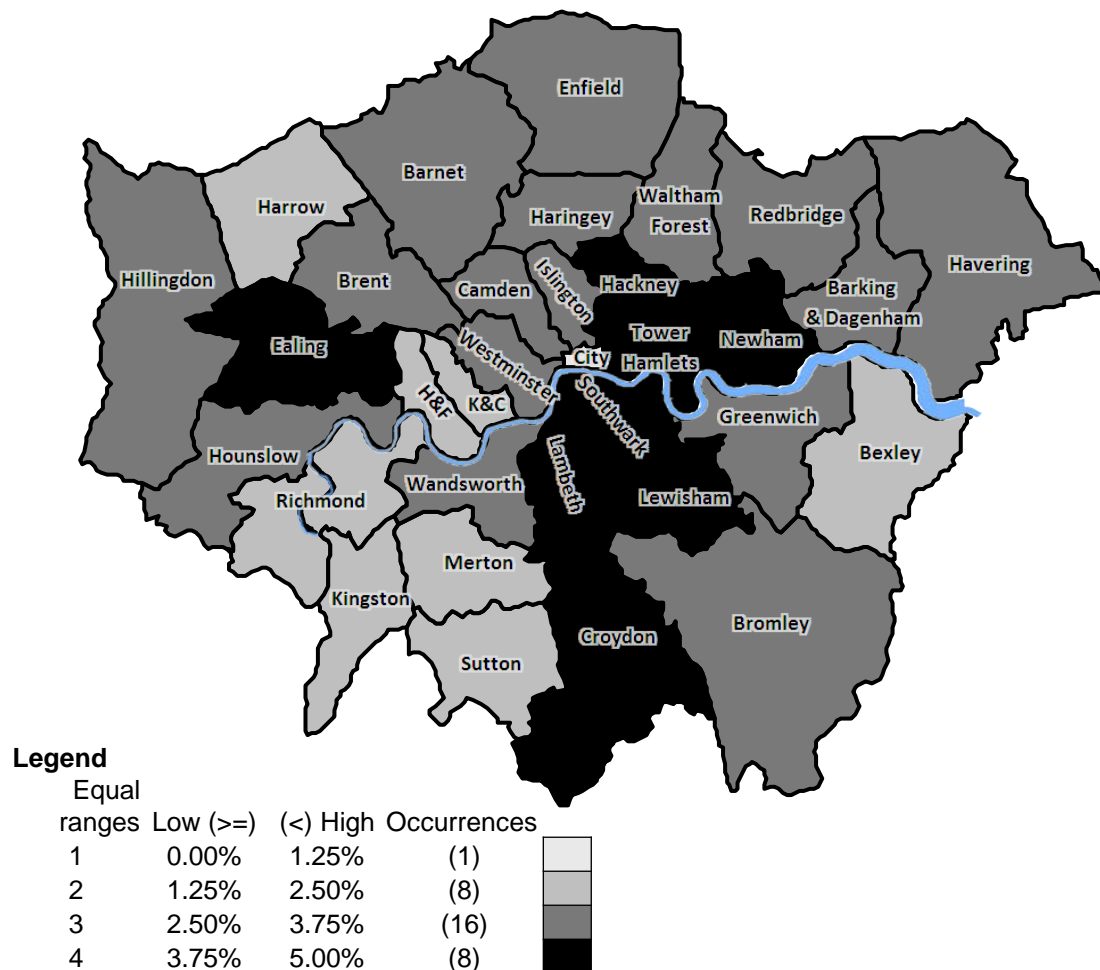 Enfield
Barnet
Harrow
Haringey
Waltham
Forest
Redbridge
Havering
Hillingdon
Brent
Camden
Islington
Hackney
Barking
& Dagenham
Ealing
Westminster
City
Tower
Hamlets
Newham
H&F
K&C
Southwark
Greenwich
Hounslow
Bexley
Richmond
Wandsworth
Lambeth
Lewisham
Merton
Kingston
Bromley
Croydon
Sutton
Legend
Equal
ranges Low (>=) (<) High Occurrences
1 0.00% 1.25% (1)
2 1.25% 2.50% (8)
3 2.50% 3.75% (16)
4 3.75% 5.00% (8)